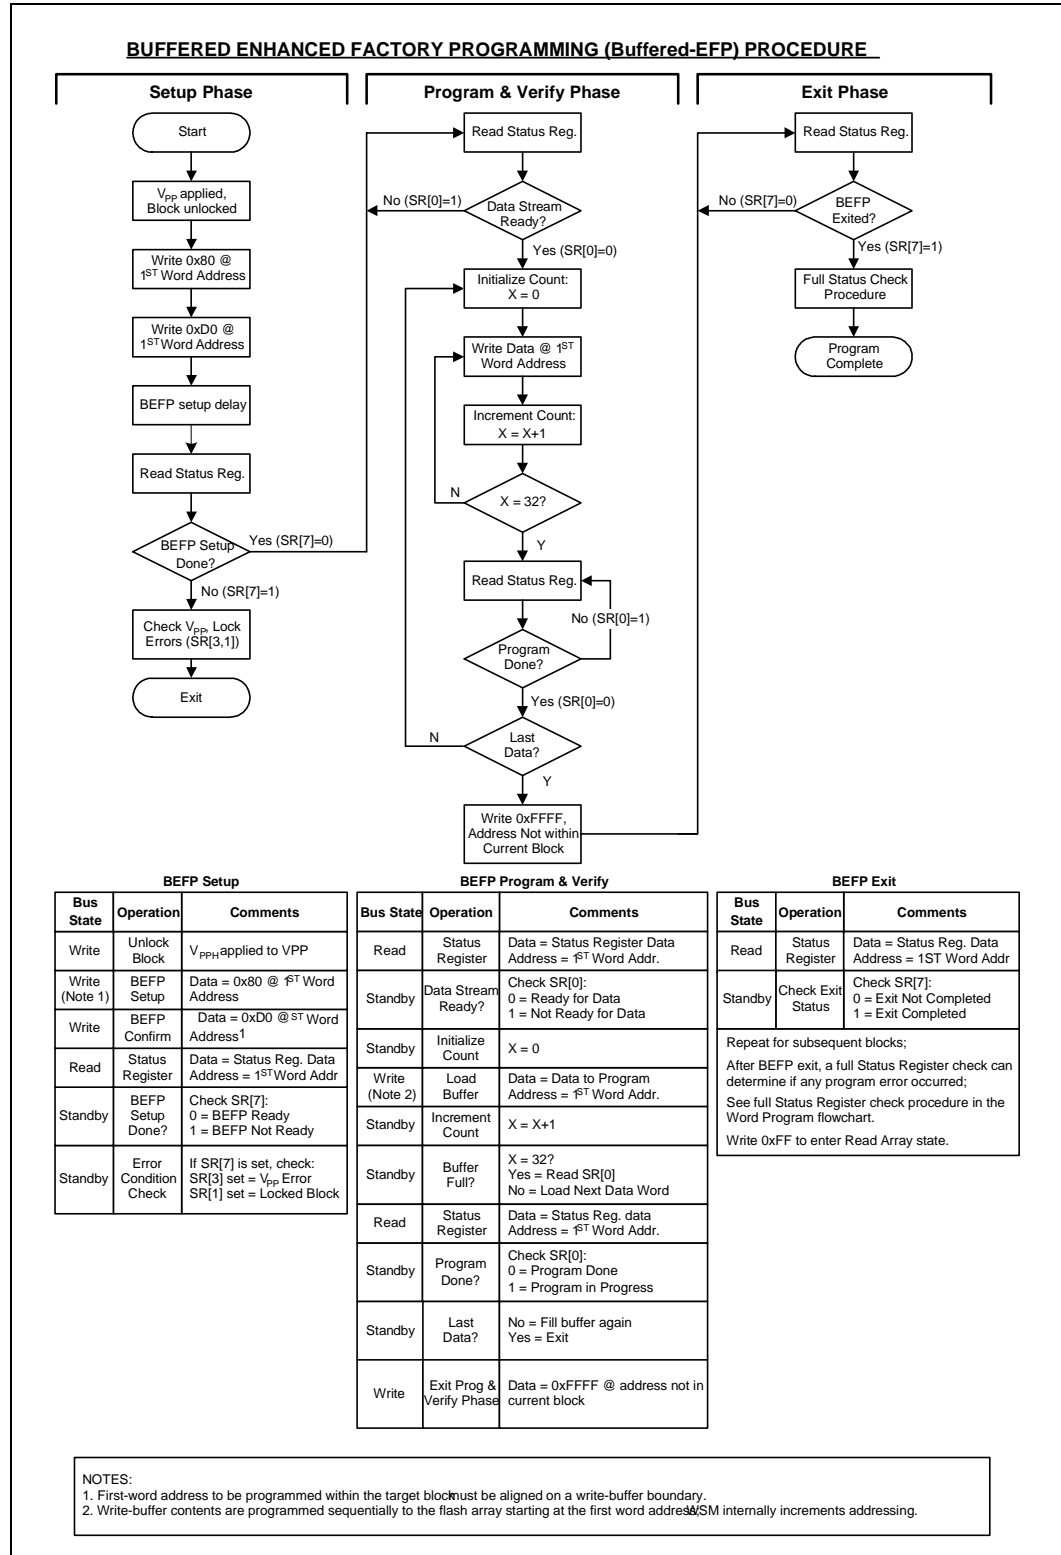 BUFFERED ENHANCED FACTORY PROGRAMMING (Buffered-EFP) PROCEDURE
Setup Phase
Program & Verify Phase
Exit Phase
Start
VPP applied,
Block unlocked
Write 0x80 @
1ST Word Address
Write 0xD0 @
1ST Word Address
BEFP setup delay
Read Status Reg.
BEFP Setup
Done?
Yes (SR[7]=0)
No (SR[7]=1)
Check VPP, Lock
Errors (SR[3,1])
Exit
Read Status Reg.
No (SR[0]=1)
Data Stream
Ready?
Yes (SR[0]=0)
Initialize Count:
X = 0
Write Data @ 1ST
Word Address
Increment Count:
X = X+1
N
X = 32?
Y
Read Status Reg.
No (SR[0]=1)
Program
Done?
Yes (SR[0]=0)
N
Last
Data?
Y
Write 0xFFFF,
Address Not within
Current Block
Read Status Reg.
No (SR[7]=0)
BEFP
Exited?
Yes (SR[7]=1)
Full Status Check
Procedure
Program
Complete
BEFP Setup
Bus
State
Operation
Comments
Write
Unlock
Block
VPPH applied to VPP
Write
(Note 1)
BEFP
Setup
Data = 0x80 @ 1ST Word
Address
Write
BEFP
Confirm
Data = 0xD0 @ ST Word
Address1
Read
Status
Register
Data = Status Reg. Data
Address = 1ST Word Addr
Standby
BEFP
Setup
Done?
Check SR[7]:
0 = BEFP Ready
1 = BEFP Not Ready
Standby
Error
Condition
Check
If SR[7] is set, check:
SR[3] set = VPP Error
SR[1] set = Locked Block
BEFP Program & Verify
Bus State
Operation
Comments
Read
Status
Register
Data = Status Register Data
Address = 1ST Word Addr.
Standby
Data Stream
Ready?
Check SR[0]:
0 = Ready for Data
1 = Not Ready for Data
Standby
Initialize
Count
X = 0
Write
(Note 2)
Load
Buffer
Data = Data to Program
Address = 1ST Word Addr.
Standby
Increment
Count
X = X+1
Standby
Buffer
Full?
X = 32?
Yes = Read SR[0]
No = Load Next Data Word
Read
Status
Register
Data = Status Reg. data
Address = 1ST Word Addr.
Standby
Program
Done?
Check SR[0]:
0 = Program Done
1 = Program in Progress
Standby
Last
Data?
No = Fill buffer again
Yes = Exit
Write
Exit Prog &
Verify Phase
Data = 0xFFFF @ address not in
current block
BEFP Exit
Bus
State
Operation
Comments
Read
Status
Register
Data = Status Reg. Data
Address = 1ST Word Addr
Standby
Check Exit
Status
Check SR[7]:
0 = Exit Not Completed
1 = Exit Completed
Repeat for subsequent blocks;
After BEFP exit, a full Status Register check can
determine if any program error occurred;
See full Status Register check procedure in the
Word Program flowchart.
Write 0xFF to enter Read Array state.
NOTES:
1. First-word address to be programmed within the target block must be aligned on a write-buffer boundary.
2. Write-buffer contents are programmed sequentially to the flash array starting at the first word address; WSM internally increments addressing.